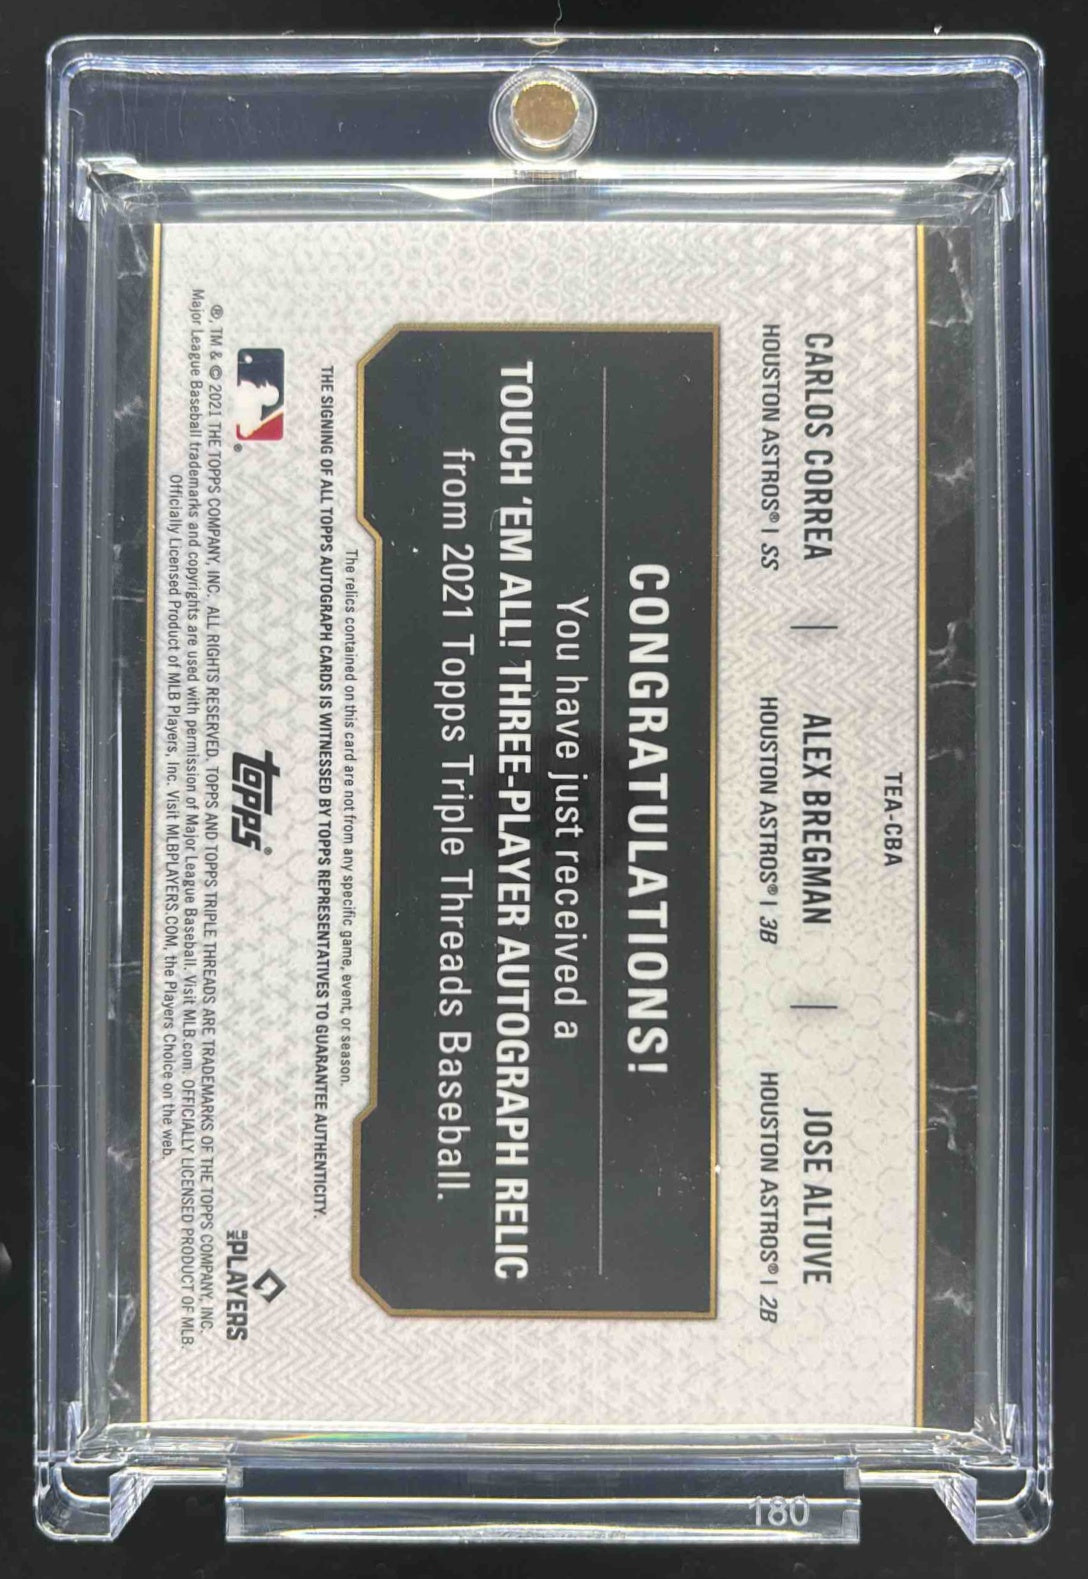 TEA-CBA
CARLOS CORREA | ALEX BREGMAN | JOSE ALTUVE
HOUSTON ASTROS® | SS HOUSTON ASTROS® | 3B HOUSTON ASTROS® | 2B
CONGRATULATIONS!
You have just received a
TOUCH 'EM ALL! THREE-PLAYER AUTOGRAPH RELIC
from 2021 Topps Triple Threads Baseball.
The relics contained on this card are not from any specific game, event, or season.
THE SIGNING OF ALL TOPPS AUTOGRAPH CARDS IS WITNESSED BY TOPPS REPRESENTATIVES TO GUARANTEE AUTHENTICITY.
® topps® MLB PLAYERS
®, TM & © 2021 THE TOPPS COMPANY, INC. ALL RIGHTS RESERVED. TOPPS AND TOPPS TRIPLE THREADS ARE TRADEMARKS OF THE TOPPS COMPANY, INC.
Major League Baseball trademarks and copyrights are used with permission of Major League Baseball. Visit MLB.com. OFFICIALLY LICENSED PRODUCT OF MLB.
Officially Licensed Product of MLB Players, Inc. Visit MLBPLAYERS.COM, the Players Choice on the web.
180